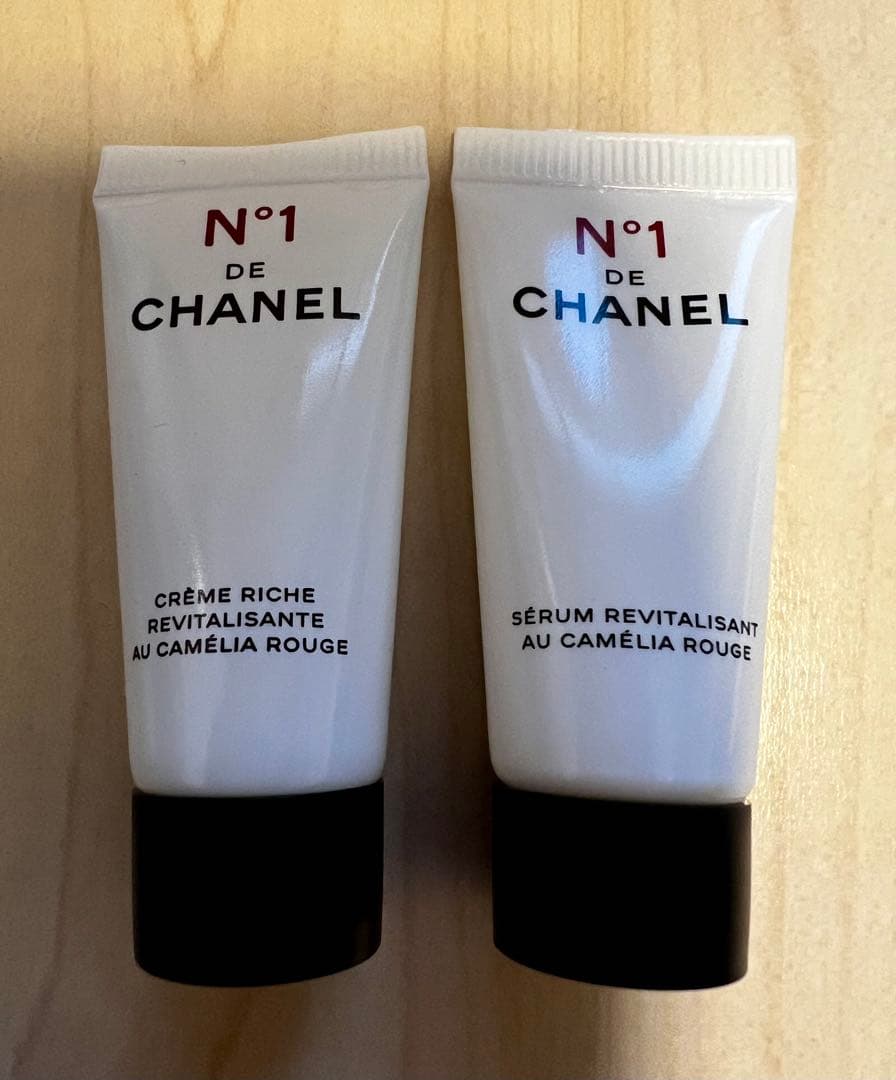 N°1
DE
CHANEL
CRÈME RICHE
REVITALISANTE
AU CAMÉLIA ROUGE
N°1
DE
CHANEL
SÉRUM REVITALISANT
AU CAMÉLIA ROUGE